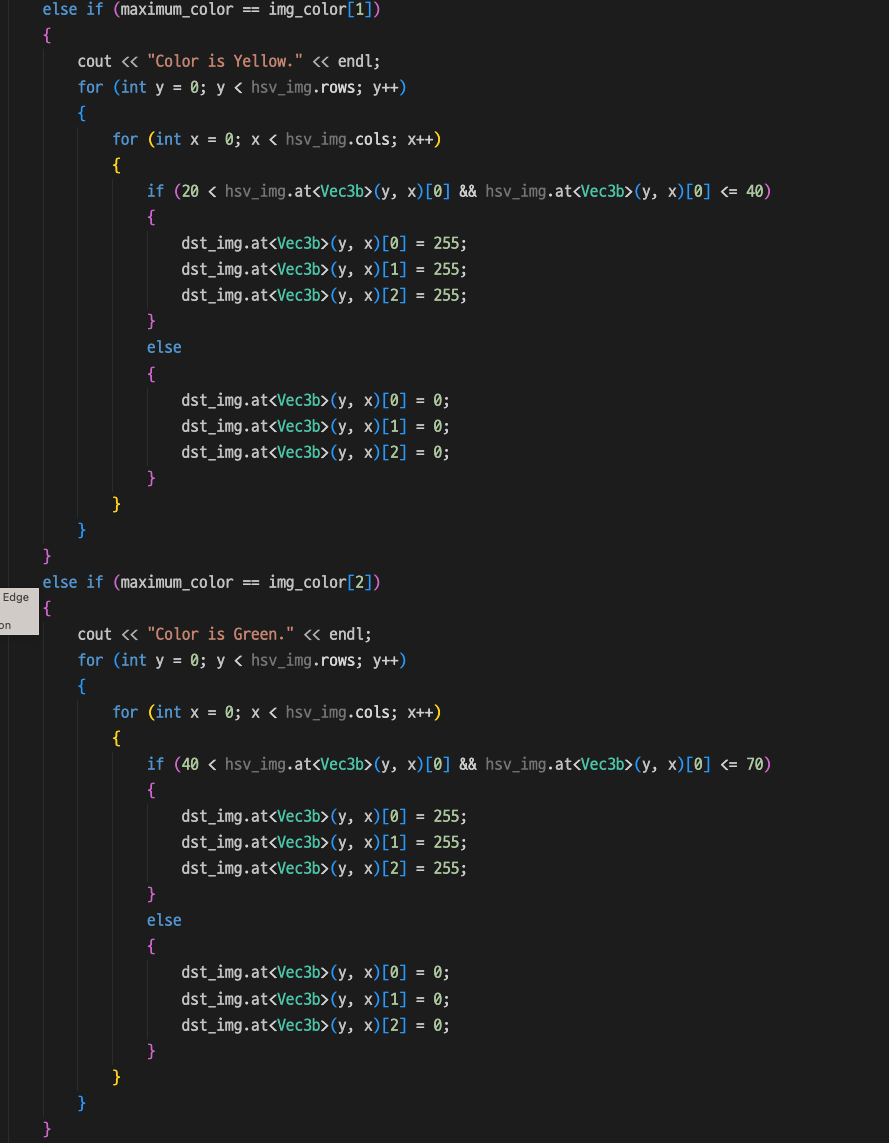 else if (maximum_color == img_color[1])
{
cout << "Color is Yellow." << endl;
for (int y = 0; y < hsv_img.rows; y++)
{
for (int x = 0; x < hsv_img.cols; x++)
{
if (20 < hsv_img.at<Vec3b>(y, x)[0] && hsv_img.at<Vec3b>(y, x)[0] <= 40)
{
dst_img.at<Vec3b>(y, x)[0] = 255;
dst_img.at<Vec3b>(y, x)[1] = 255;
dst_img.at<Vec3b>(y, x)[2] = 255;
}
else
{
dst_img.at<Vec3b>(y, x)[0] = 0;
dst_img.at<Vec3b>(y, x)[1] = 0;
dst_img.at<Vec3b>(y, x)[2] = 0;
}
}
}
}
else if (maximum_color == img_color[2])
Edge
{
on
cout << "Color is Green." << endl;
for (int y = 0; y < hsv_img.rows; y++)
{
for (int x = 0; x < hsv_img.cols; x++)
{
if (40 < hsv_img.at<Vec3b>(y, x)[0] && hsv_img.at<Vec3b>(y, x)[0] <= 70)
{
dst_img.at<Vec3b>(y, x)[0] = 255;
dst_img.at<Vec3b>(y, x)[1] = 255;
dst_img.at<Vec3b>(y, x)[2] = 255;
}
else
{
dst_img.at<Vec3b>(y, x)[0] = 0;
dst_img.at<Vec3b>(y, x)[1] = 0;
dst_img.at<Vec3b>(y, x)[2] = 0;
}
}
}
}